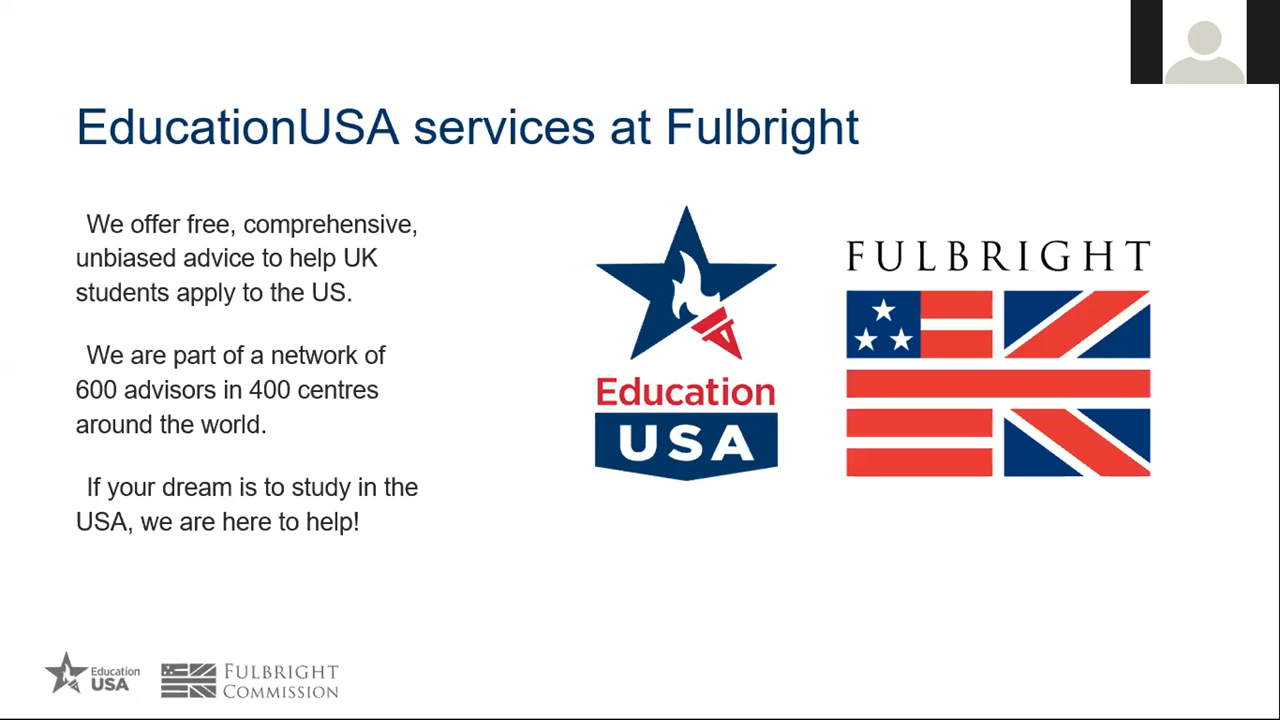 EducationUSA services at Fulbright
We offer free, comprehensive,
unbiased advice to help UK
students apply to the US.
We are part of a network of
600 advisors in 400 centres
around the world.
If your dream is to study in the
USA, we are here to help!
Education
USA
FULBRIGHT
Education
USA
FULBRIGHT
COMMISSION